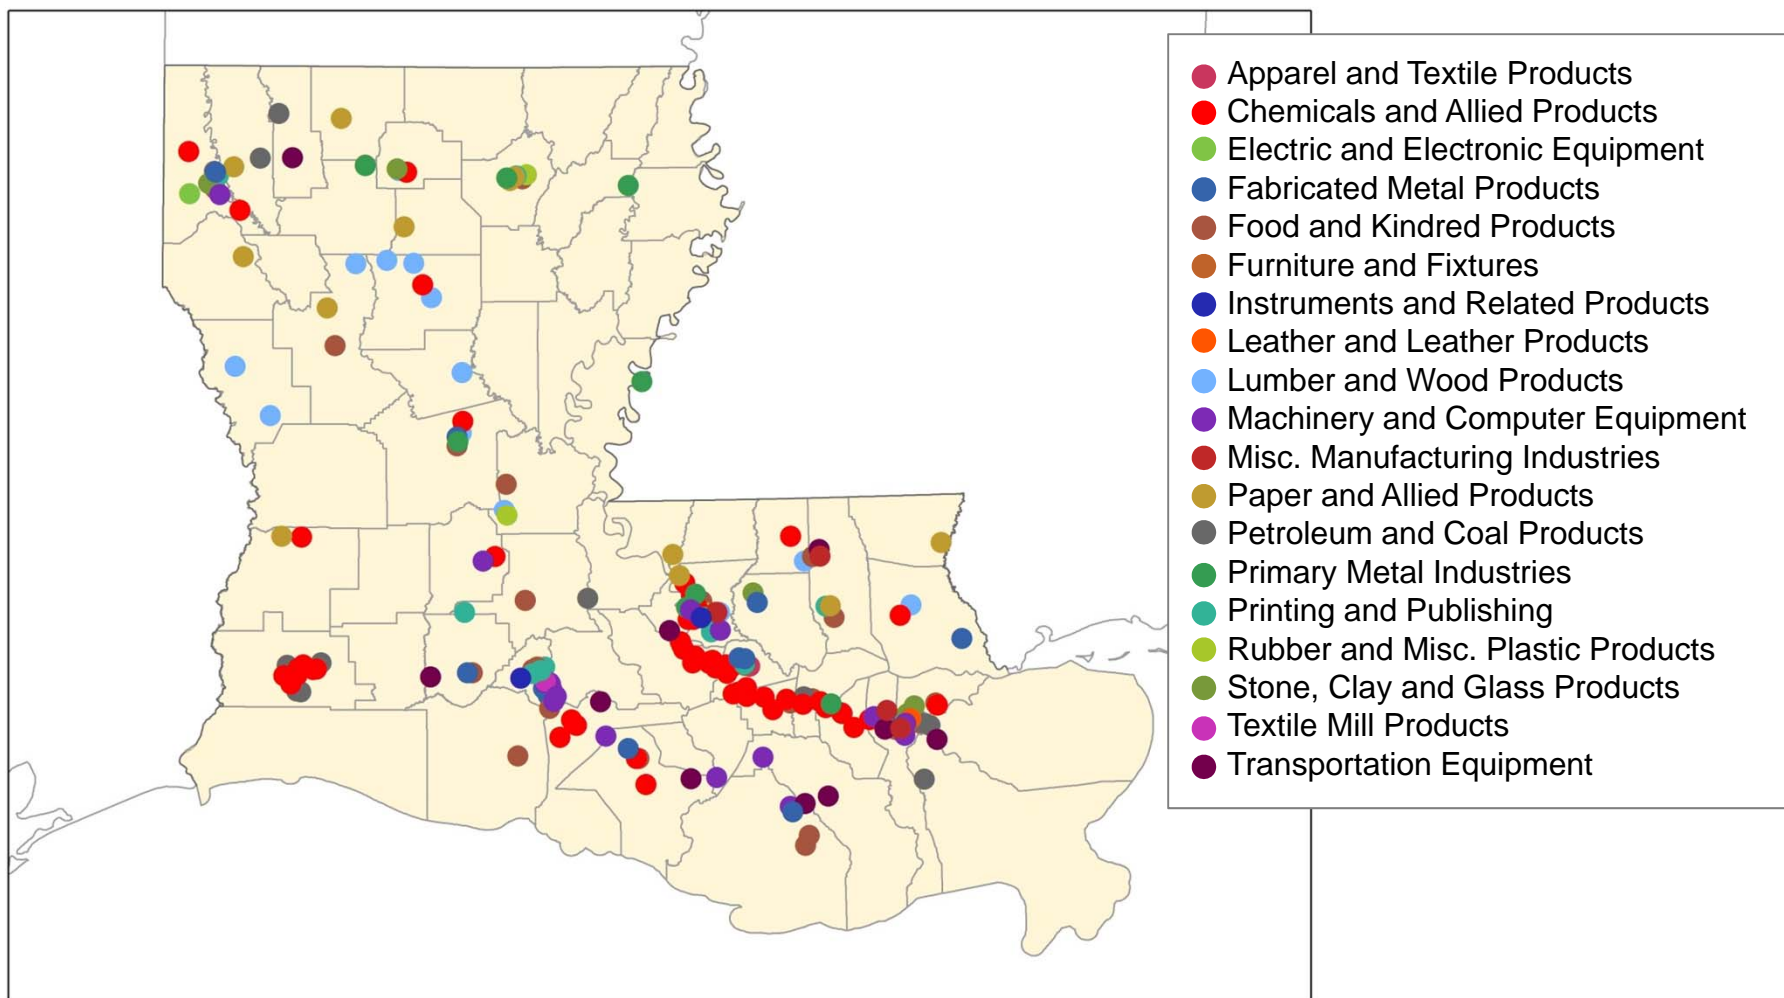 Apparel and Textile Products
Chemicals and Allied Products
Electric and Electronic Equipment
Fabricated Metal Products
Food and Kindred Products
Furniture and Fixtures
Instruments and Related Products
Leather and Leather Products
Lumber and Wood Products
Machinery and Computer Equipment
Misc. Manufacturing Industries
Paper and Allied Products
Petroleum and Coal Products
Primary Metal Industries
Printing and Publishing
Rubber and Misc. Plastic Products
Stone, Clay and Glass Products
Textile Mill Products
Transportation Equipment